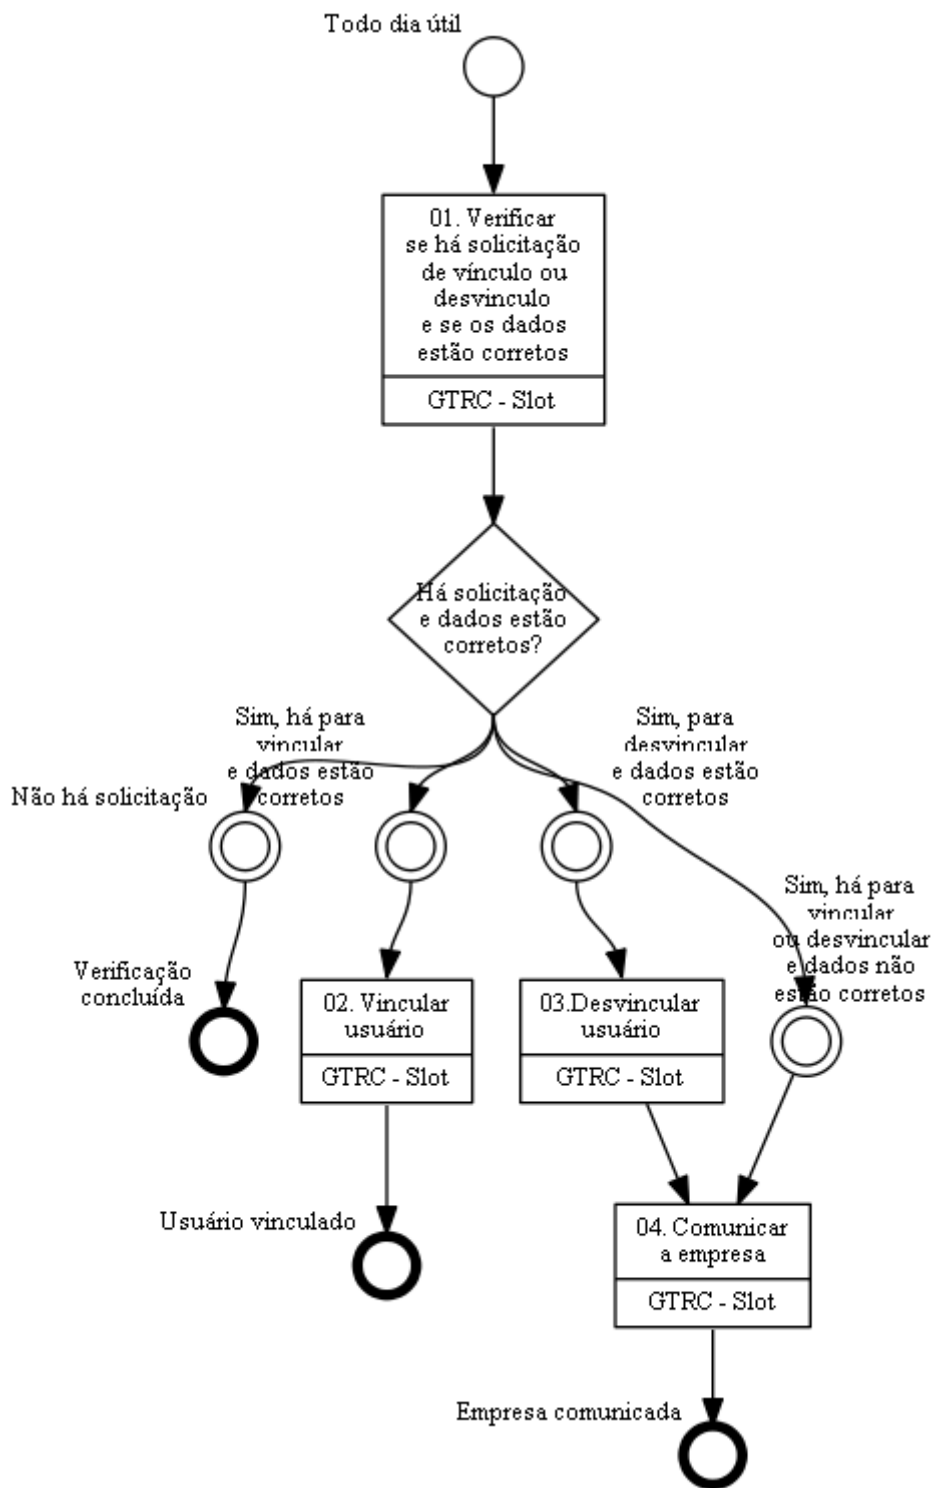 Todo dia útil
01. Verificar
se há solicitação
de vínculo ou
desvinculo
e se os dados
estão corretos
GTRC - Slot
Há solicitação
e dados estão
corretos?
Sim, há para
vincular
e dados estão
corretos
Sim, para
desvincular
e dados estão
corretos
Não há solicitação
Sim, há para
vincular
ou desvincular
e dados não
estão corretos
Verificação
concluída
02. Vincular
usuário
GTRC - Slot
03.Desvincular
usuário
GTRC - Slot
Usuário vinculado
04. Comunicar
a empresa
GTRC - Slot
Empresa comunicada